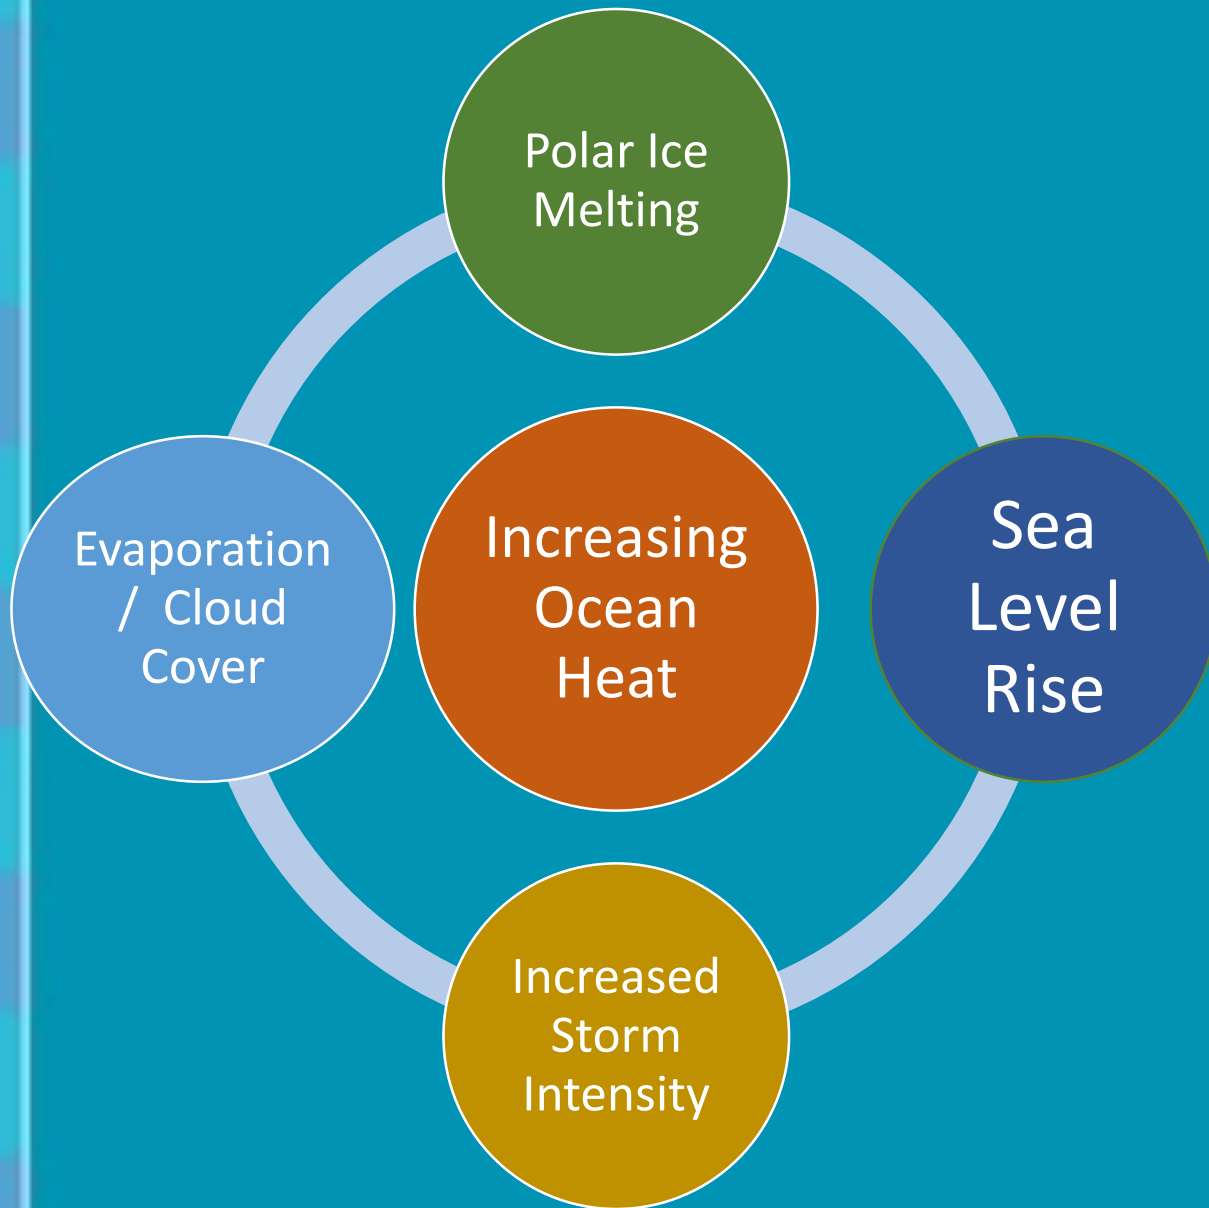 Polar Ice
Melting
Evaporation
/ Cloud
Cover
Increasing
Ocean
Heat
Sea
Level
Rise
Increased
Storm
Intensity